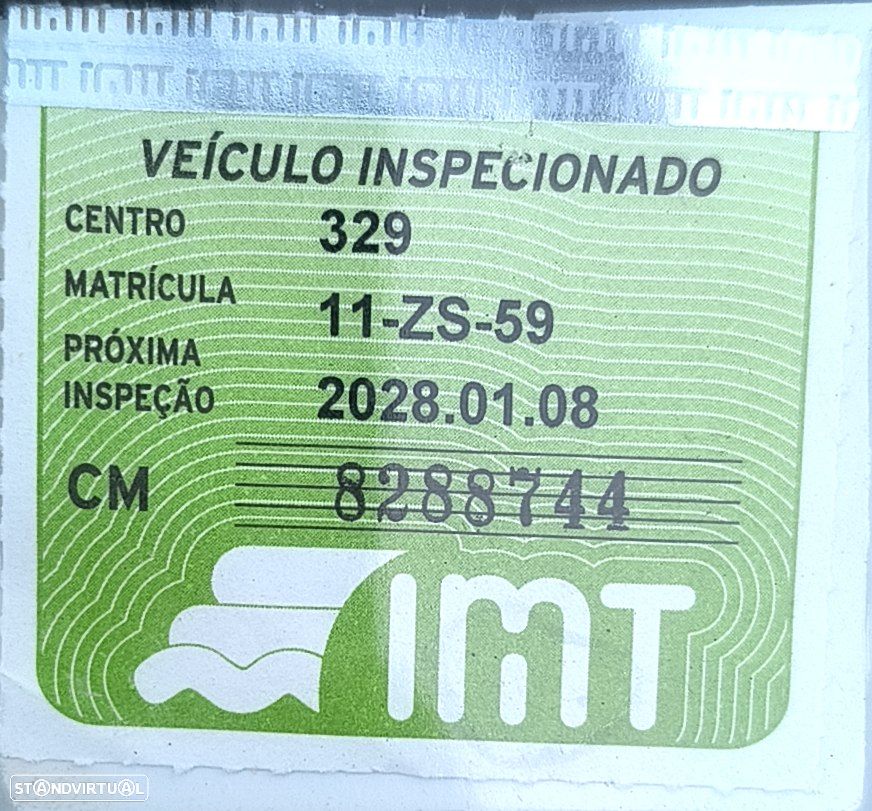 VEÍCULO INSPECIONADO
CENTRO 329
MATRÍCULA 11-ZS-59
PRÓXIMA
INSPEÇÃO 2028.01.08
CM 8288744
IMT
STANDVIRTUAL